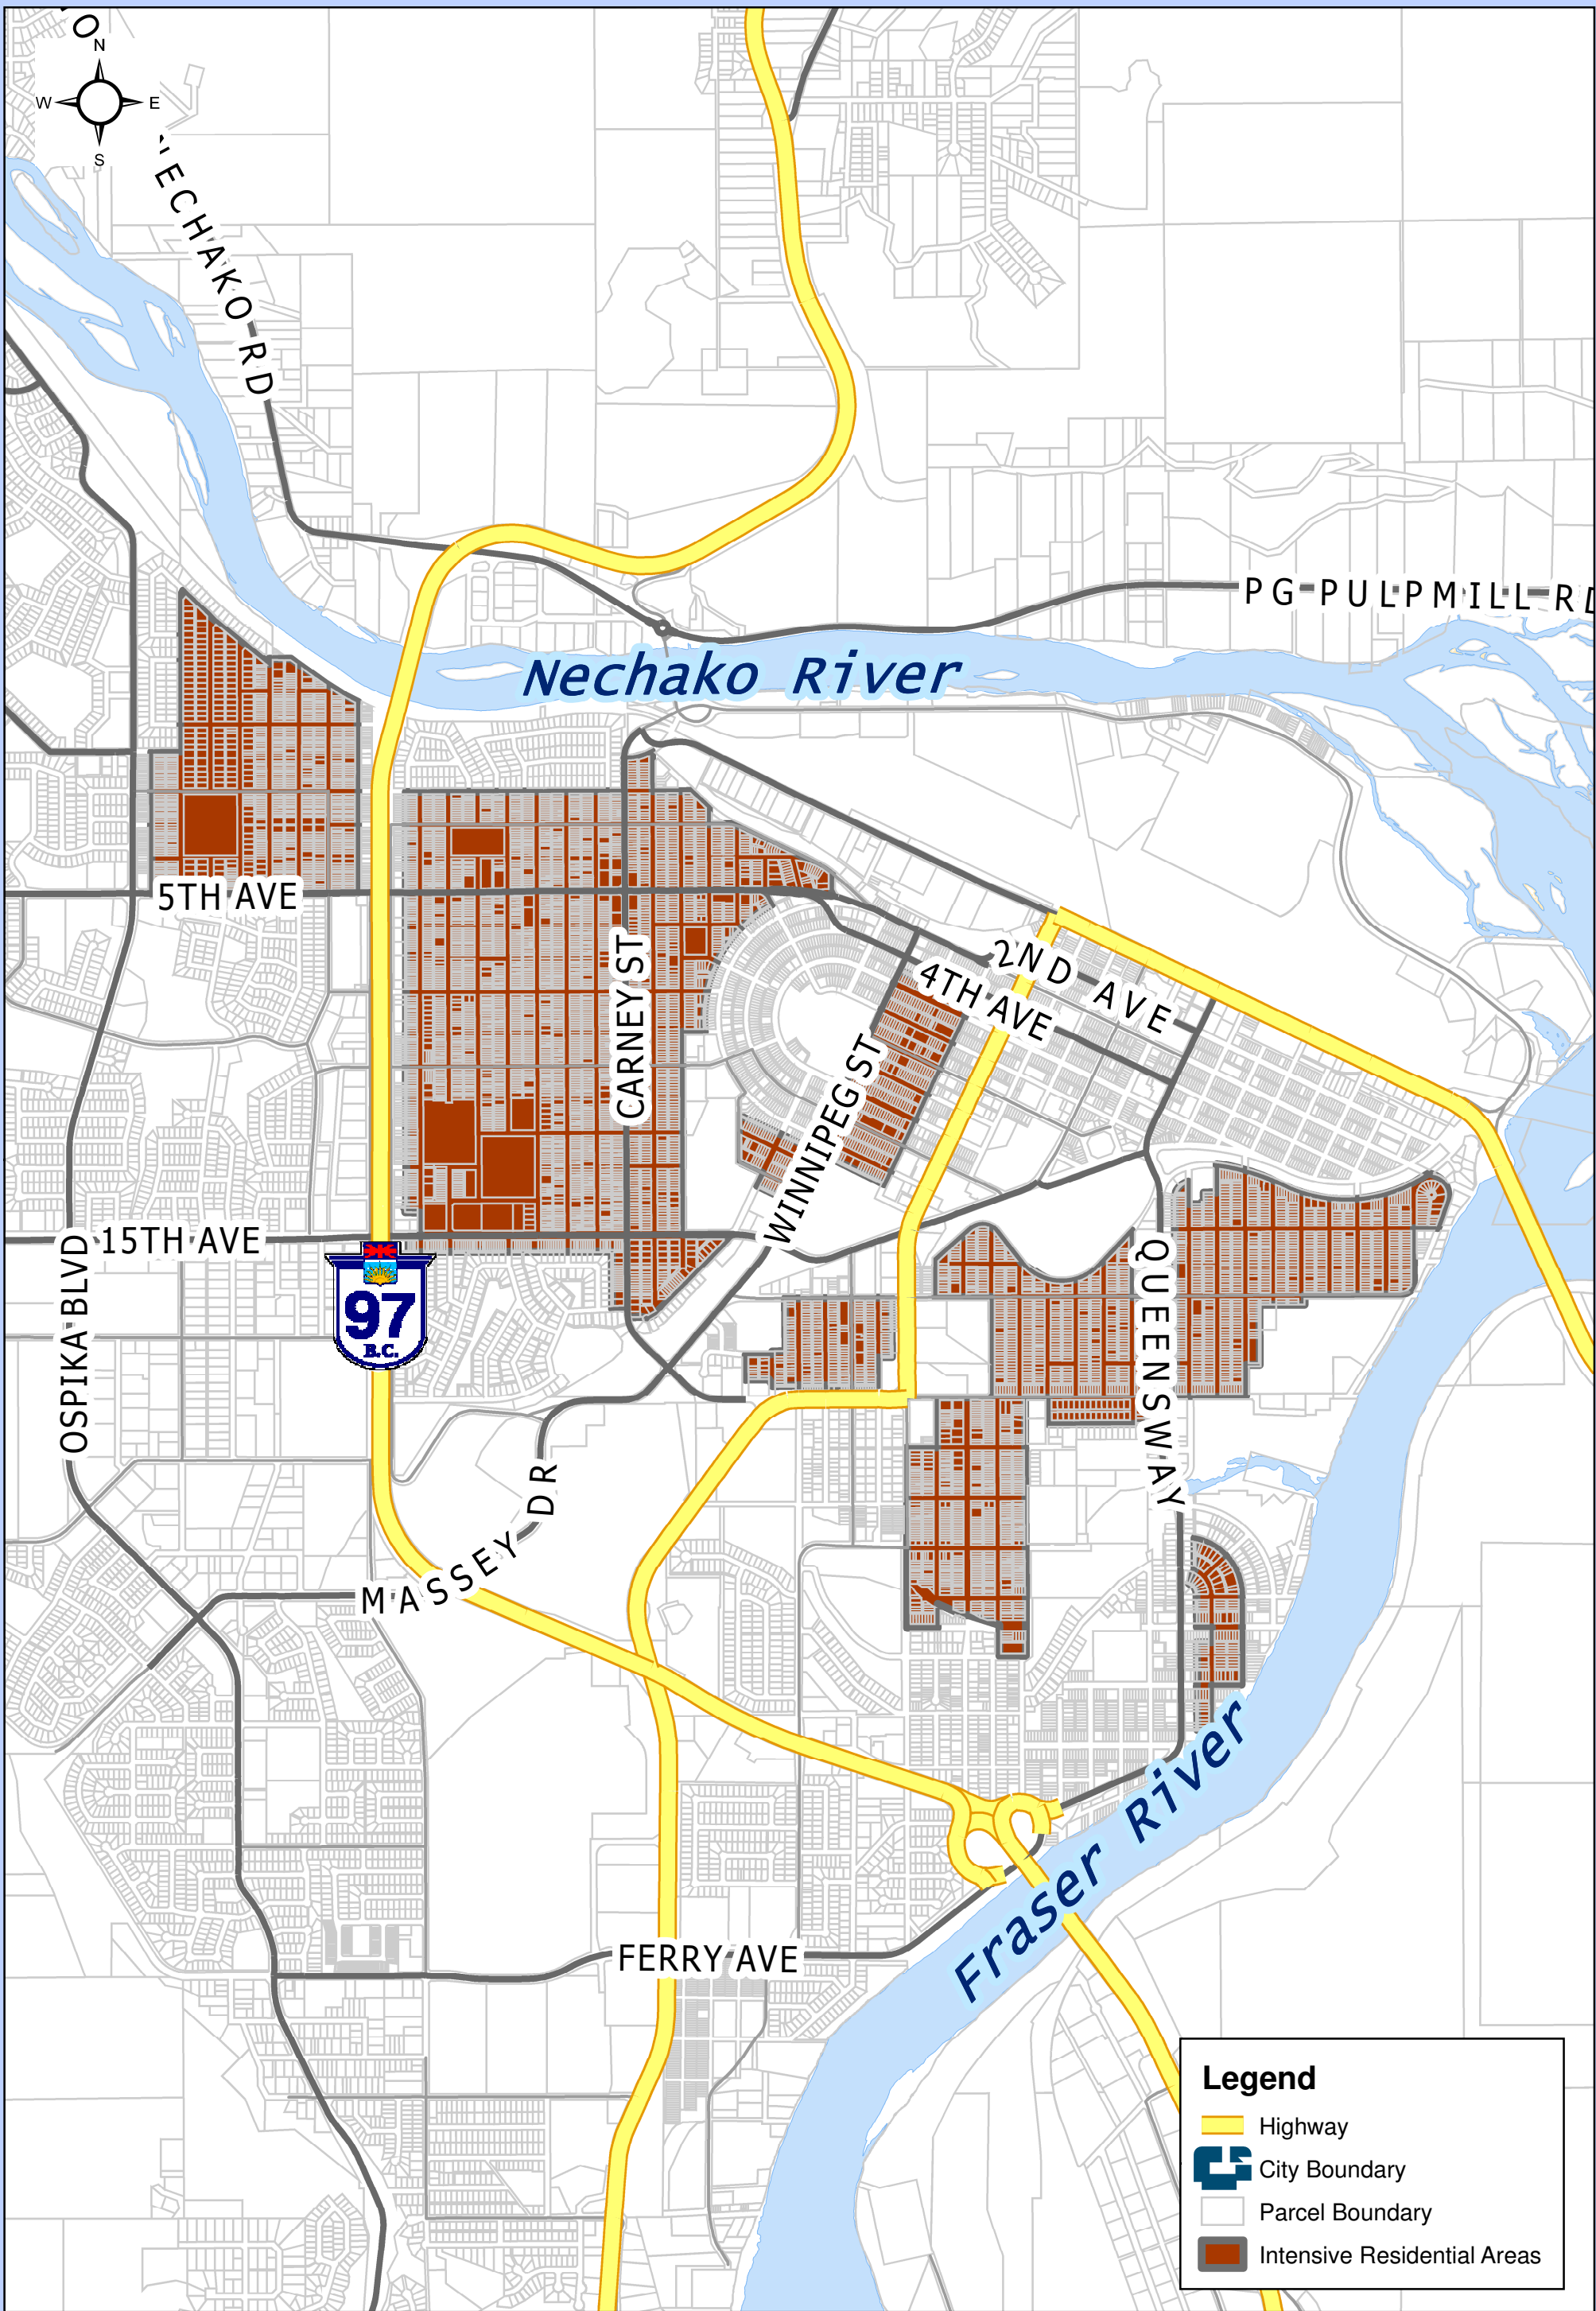 O
N
W
E
S
NECHAKO RD
PG PULPMILL RD
Nechako River
5TH AVE
CARNEY ST
2ND AVE
4TH AVE
WINNIPEG ST
15TH AVE
OSPIKA BLVD
97
B.C.
QUEENSWAY
MASSEY DR
Fraser River
FERRY AVE
Legend
Highway
City Boundary
Parcel Boundary
Intensive Residential Areas